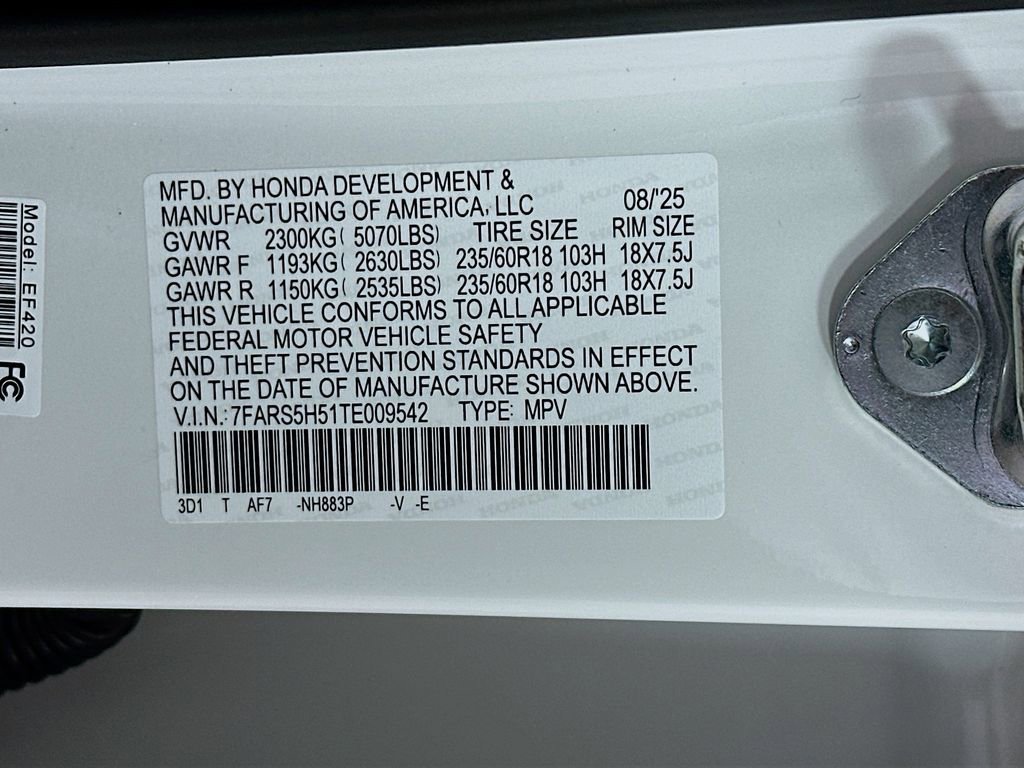 MFD. BY HONDA DEVELOPMENT &
MANUFACTURING OF AMERICA, LLC 08/'25
GVWR 2300KG( 5070LBS) TIRE SIZE RIM SIZE
GAWR F 1193KG( 2630LBS) 235/60R18 103H 18X7.5J
GAWR R 1150KG( 2535LBS) 235/60R18 103H 18X7.5J
THIS VEHICLE CONFORMS TO ALL APPLICABLE
FEDERAL MOTOR VEHICLE SAFETY
AND THEFT PREVENTION STANDARDS IN EFFECT
ON THE DATE OF MANUFACTURE SHOWN ABOVE.
V.I.N.: 7FARS5H51TE009542 TYPE: MPV
3D1 T AF7 -NH883P -V -E
Model: EF420
FC